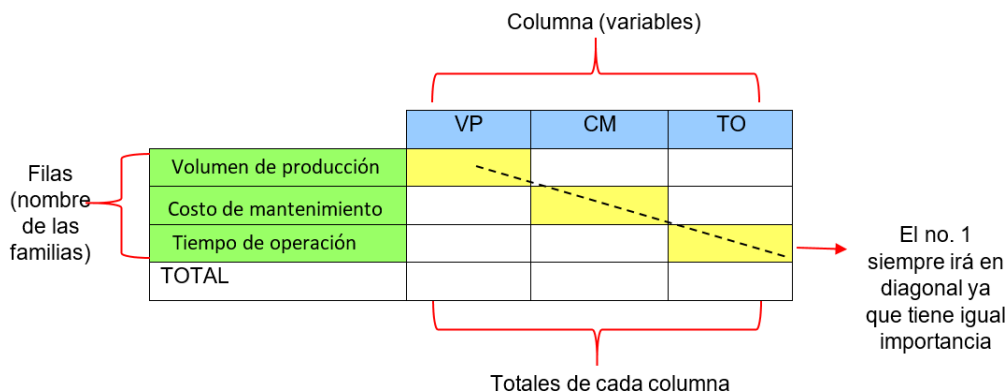 Columna (variables)
VP CM TO
Volumen de producción
Costo de mantenimiento
Tiempo de operación
TOTAL
Filas
(nombre
de las
familias)
El no. 1
siempre irá en
diagonal ya
que tiene igual
importancia
Totales de cada columna